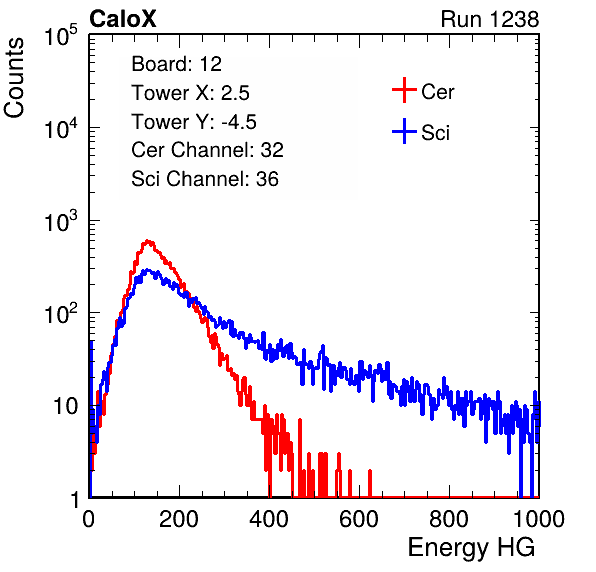 CaloX Run 1238
Counts
Board: 12
Tower X: 2.5
Tower Y: -4.5
Cer Channel: 32
Sci Channel: 36
Cer
Sci
10^5
10^4
10^3
10^2
10
1
0 200 400 600 800 1000
Energy HG